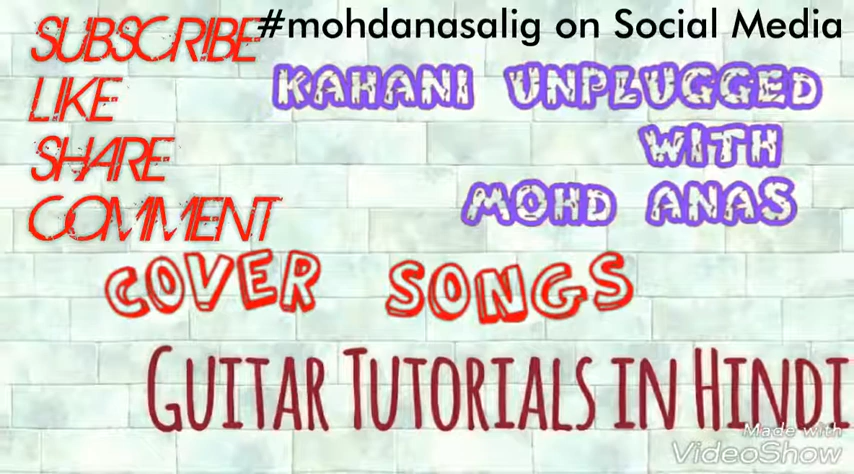 SUBSCRIBE
LIKE
SHARE
COMMENT
#mohdanasalig on Social Media
KAHANI UNPLUGGED
WITH
MOHD ANAS
COVER SONGS
GUITAR TUTORIALS IN HINDI
Made with
VideoShow